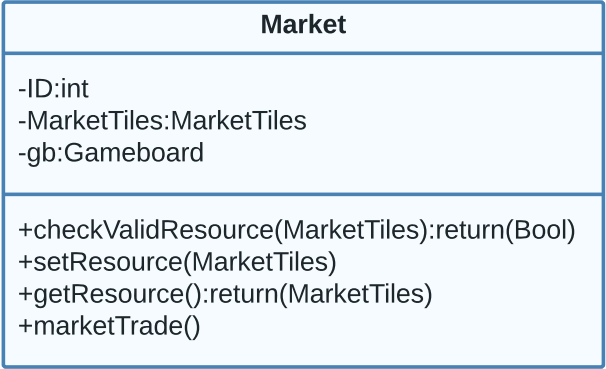 Market
-ID:int
-MarketTiles:MarketTiles
-gb:Gameboard
+checkValidResource(MarketTiles):return(Bool)
+setResource(MarketTiles)
+getResource():return(MarketTiles)
+marketTrade()